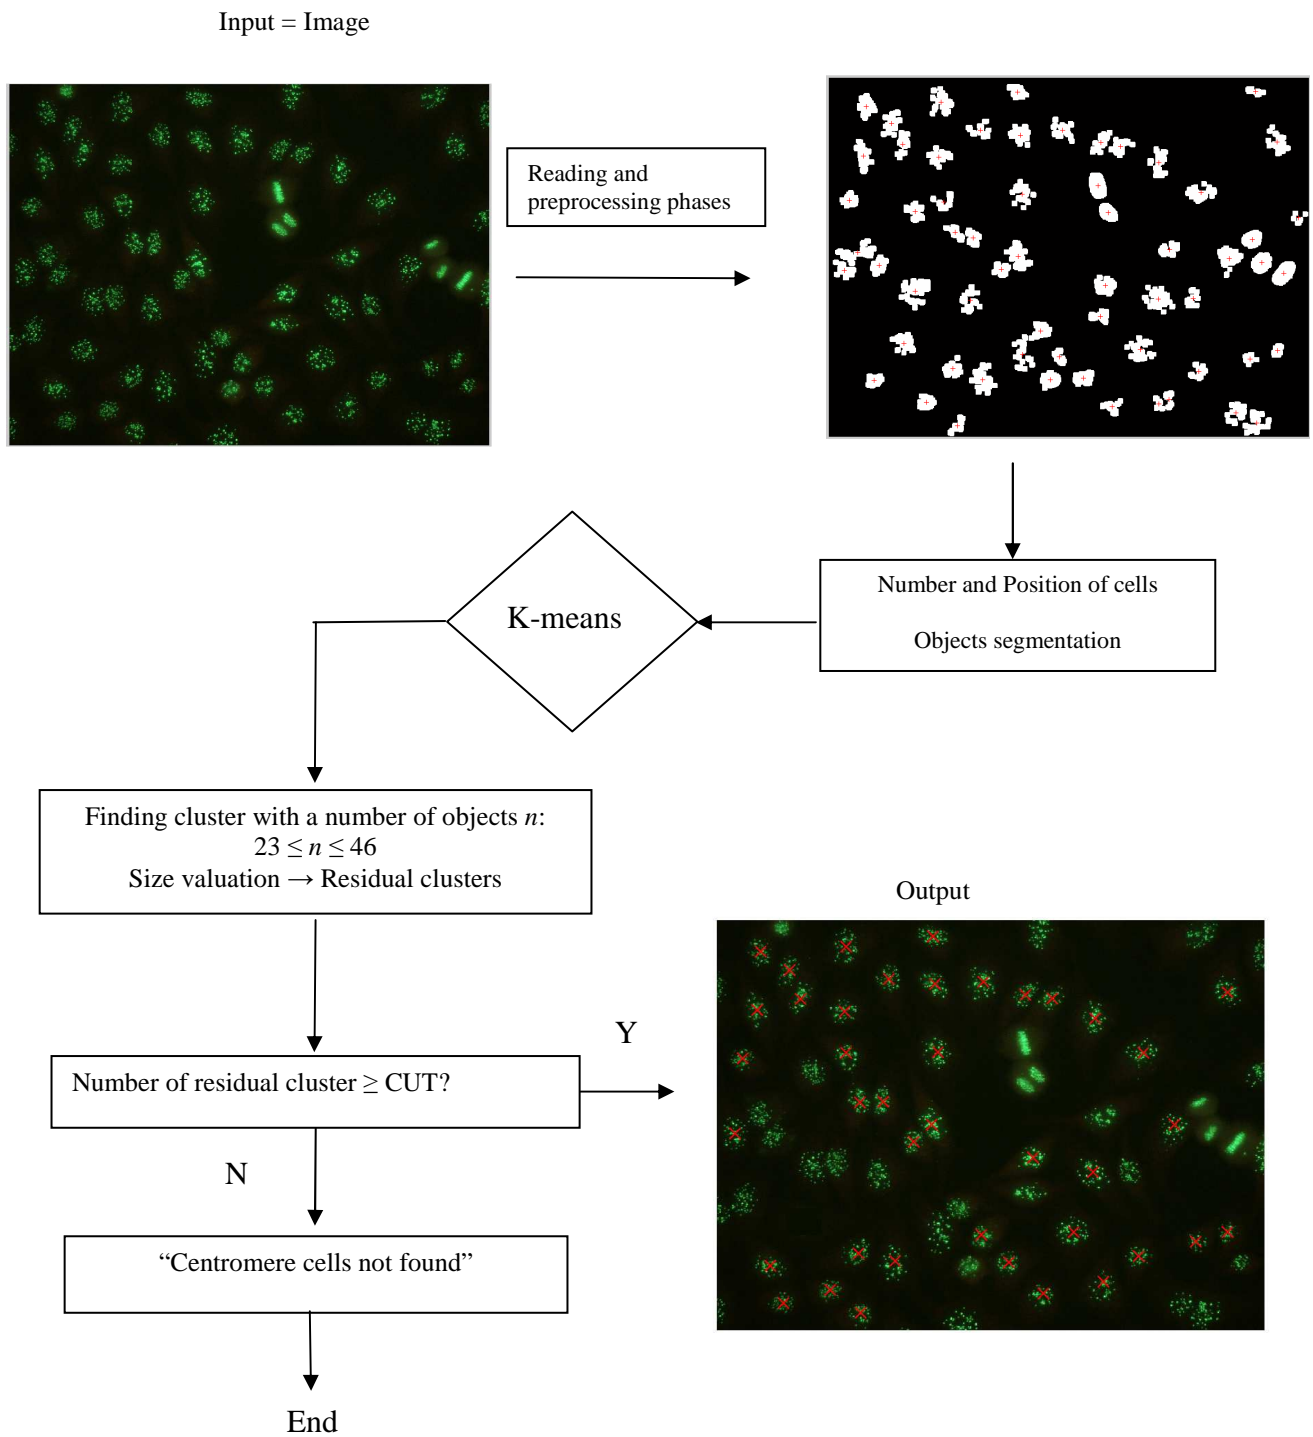 Input = Image
Reading and
preprocessing phases
Number and Position of cells
Objects segmentation
K-means
Finding cluster with a number of objects n:
23 ≤ n ≤ 46
Size valuation → Residual clusters
Output
Number of residual cluster ≥ CUT?
Y
N
“Centromere cells not found”
End